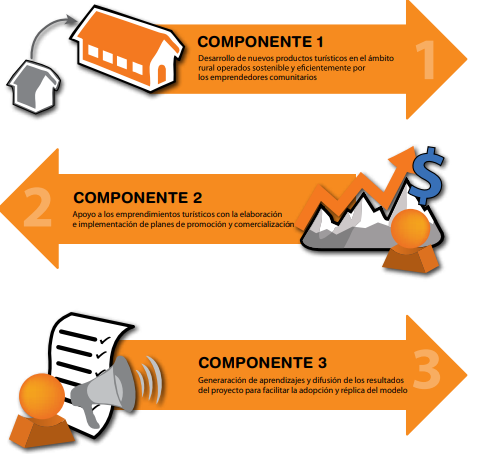 COMPONENTE 1
Desarrollo de nuevos productos turísticos en el ámbito
rural operados sostenible y eficientemente por
los emprendedores comunitarios
1
COMPONENTE 2
Apoyo a los emprendimientos turísticos con la elaboración
e implementación de planes de promoción y comercialización
2
$
COMPONENTE 3
Generaración de aprendizajes y difusión de los resultados
del proyecto para facilitar la adopción y réplica del modelo
3